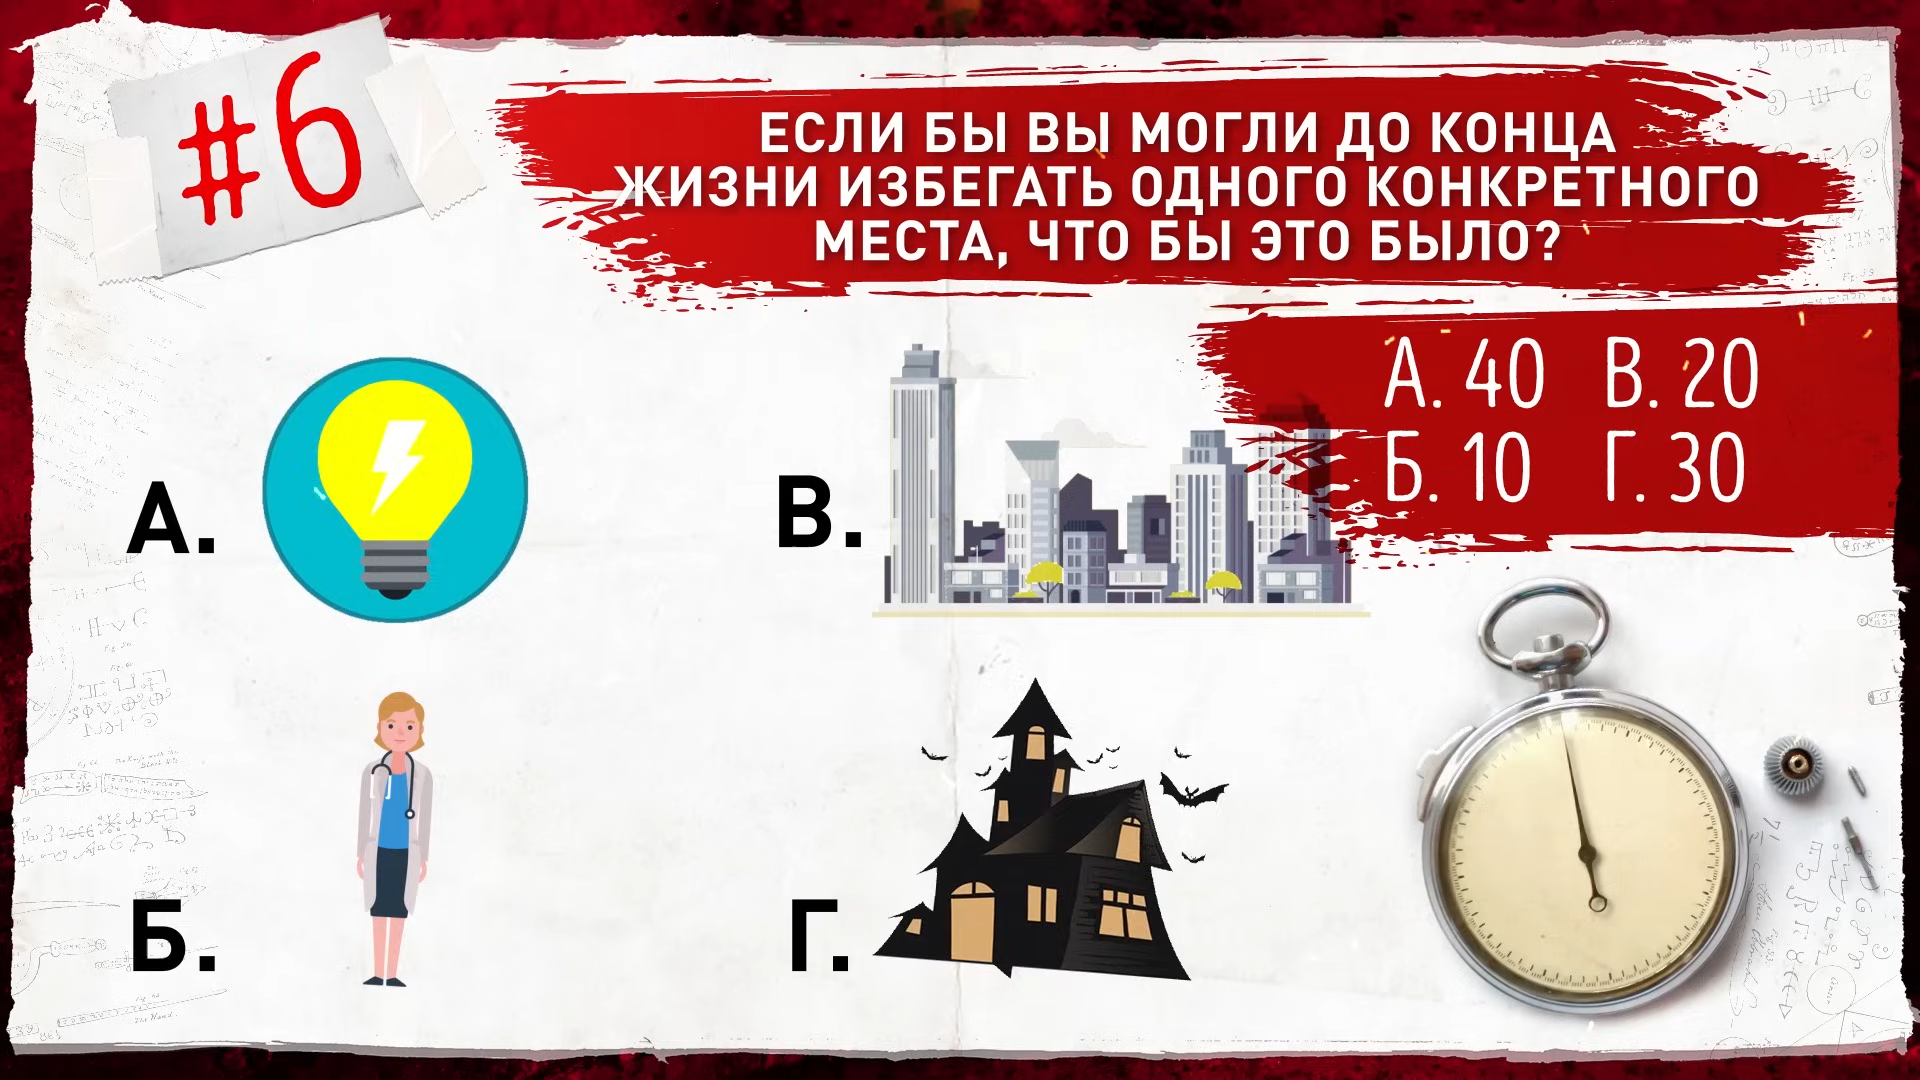 #6
ЕСЛИ БЫ ВЫ МОГЛИ ДО КОНЦА
ЖИЗНИ ИЗБЕГАТЬ ОДНОГО КОНКРЕТНОГО
МЕСТА, ЧТО БЫ ЭТО БЫЛО?
А. 40 В. 20
Б. 10 Г. 30
А.
В.
Б.
Г.